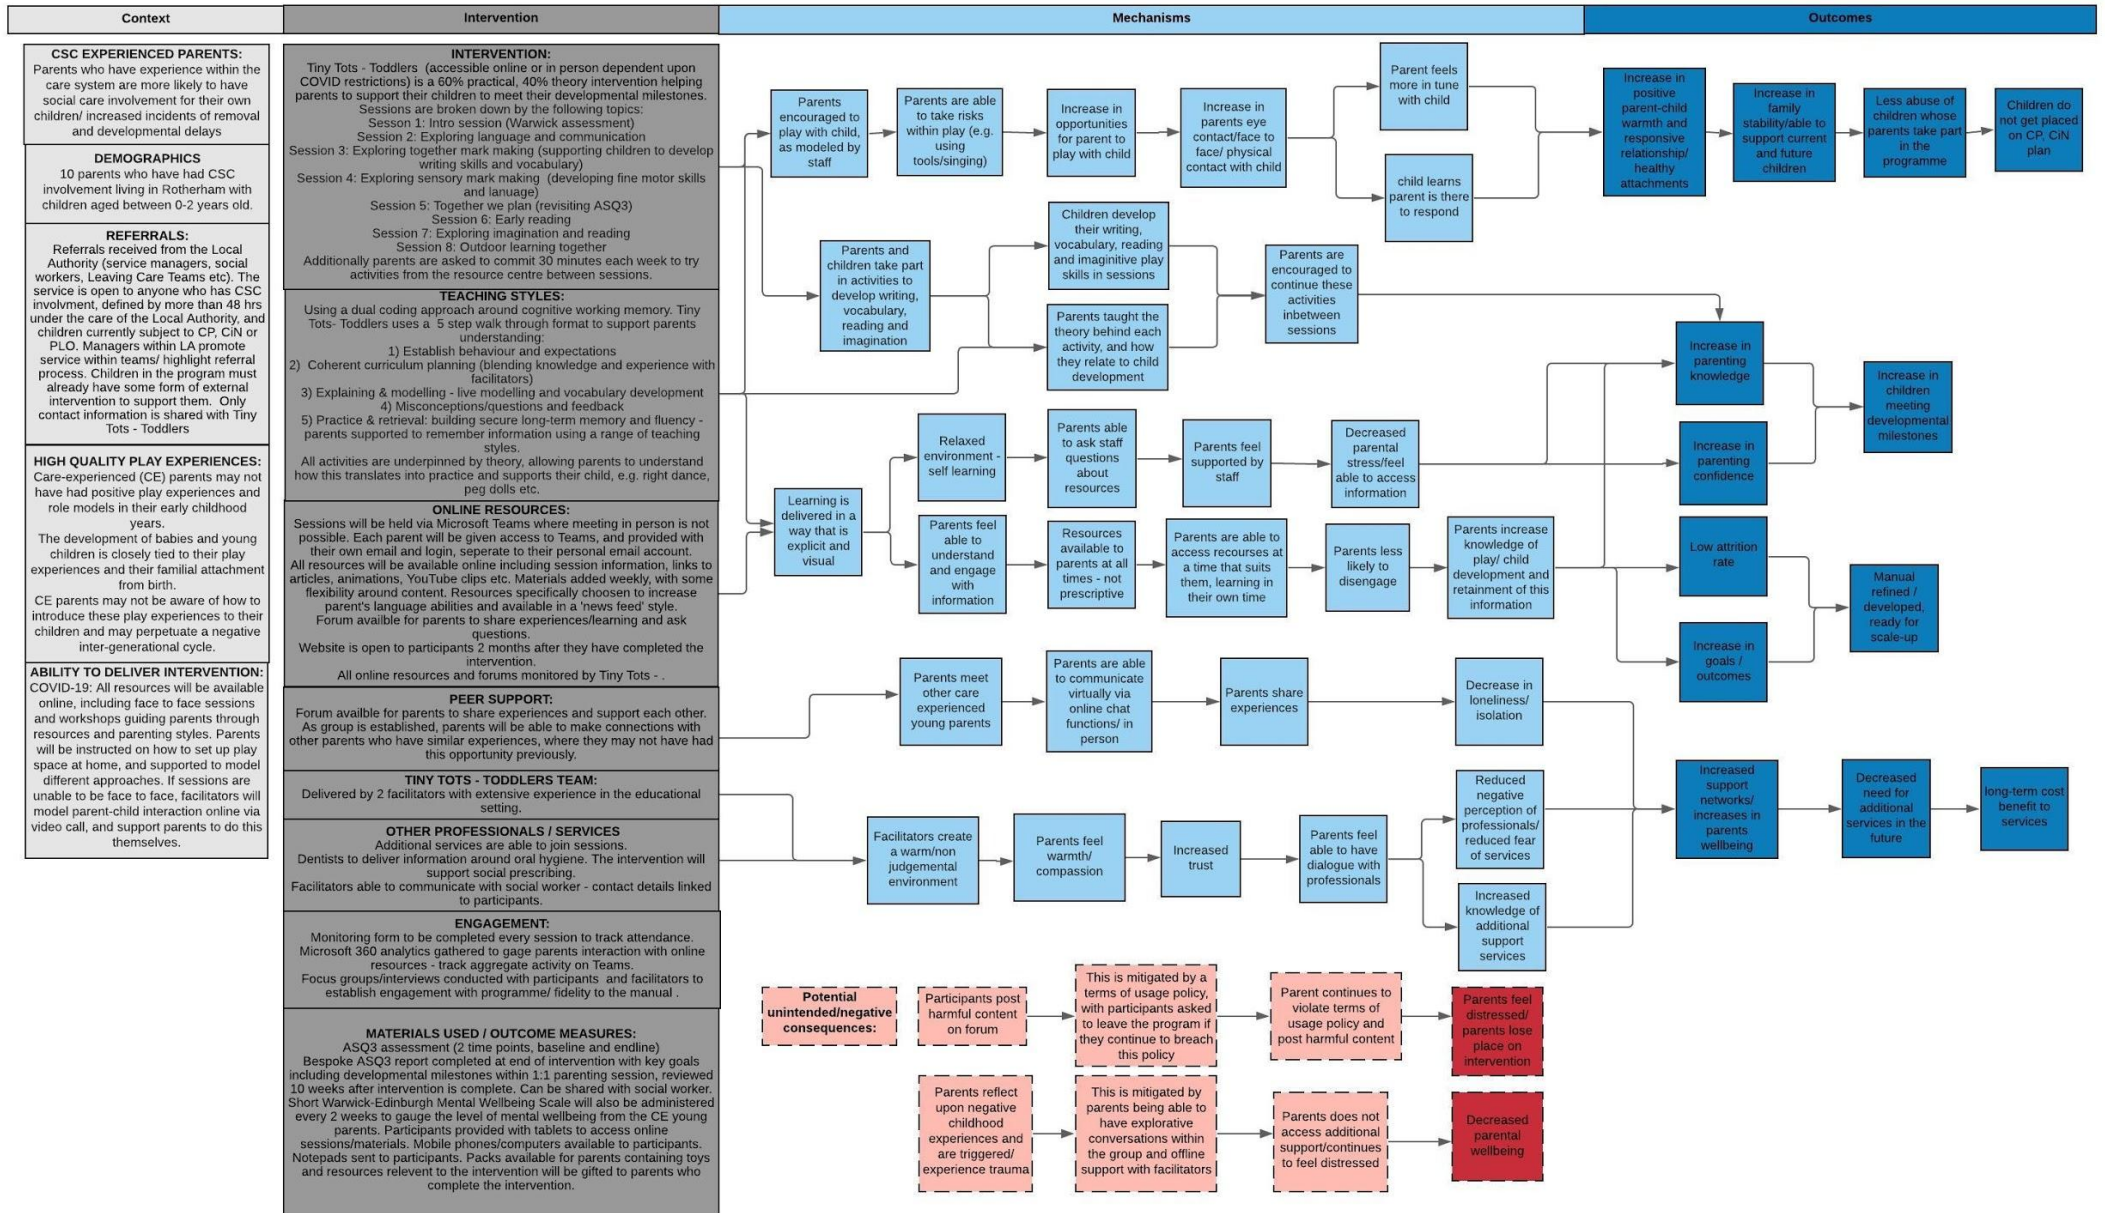 Context
Intervention
Mechanisms
Outcomes
CSC EXPERIENCED PARENTS:
Parents who have experience within the
care system are more likely to have
social care involvement for their own
children/ increased incidents of removal
and developmental delays
DEMOGRAPHICS
10 parents who have had CSC
involvement living in Rotherham with
children aged between 0-2 years old.
REFERRALS:
Referrals received from the Local
Authority (service managers, social
workers, Leaving Care Teams etc). The
service is open to anyone who has CSC
involvment, defined by more than 48 hrs
under the care of the Local Authority, and
children currently subject to CP, CiN or
PLO. Managers within LA promote
service within teams/ highlight referral
process. Children in the program must
already have some form of external
intervention to support them.  Only
contact information is shared with Tiny
Tots - Toddlers
HIGH QUALITY PLAY EXPERIENCES:
Care-experienced (CE) parents may not
have had positive play experiences and
role models in their early childhood
years.
The development of babies and young
children is closely tied to their play
experiences and their familial attachment
from birth.
CE parents may not be aware of how to
introduce these play experiences to their
children and may perpetuate a negative
inter-generational cycle.
ABILITY TO DELIVER INTERVENTION:
COVID-19: All resources will be available
online, including face to face sessions
and workshops guiding parents through
resources and parenting styles. Parents
will be instructed on how to set up play
space at home, and supported to model
different approaches. If sessions are
unable to be face to face, facilitators will
model parent-child interaction online via
video call, and support parents to do this
themselves.
INTERVENTION:
Tiny Tots - Toddlers  (accessible online or in person dependent upon
COVID restrictions) is a 60% practical, 40% theory intervention helping
parents to support their children to meet their developmental milestones.
Sessions are broken down by the following topics:
Sesson 1: Intro session (Warwick assessment)
Session 2: Exploring language and communication
Session 3: Exploring together mark making (supporting children to develop
writing skills and vocabulary)
Session 4: Exploring sensory mark making  (developing fine motor skills
and lanuage)
Session 5: Together we plan (revisiting ASQ3)
Session 6: Early reading
Session 7: Exploring imagination and reading
Session 8: Outdoor learning together
Additionally parents are asked to commit 30 minutes each week to try
activities from the resource centre between sessions.
TEACHING STYLES:
Using a dual coding approach around cognitive working memory. Tiny
Tots- Toddlers uses a  5 step walk through format to support parents
understanding:
1) Establish behaviour and expectations
2)  Coherent curriculum planning (blending knowledge and experience with
facilitators)
3) Explaining & modelling - live modelling and vocabulary development
4) Misconceptions/questions and feedback
5) Practice & retrieval: building secure long-term memory and fluency -
parents supported to remember information using a range of teaching
styles.
All activities are underpinned by theory, allowing parents to understand
how this translates into practice and supports their child, e.g. right dance,
peg dolls etc.
ONLINE RESOURCES:
Sessions will be held via Microsoft Teams where meeting in person is not
possible. Each parent will be given access to Teams, and provided with
their own email and login, seperate to their personal email account.
All resources will be available online including session information, links to
articles, animations, YouTube clips etc. Materials added weekly, with some
flexibility around content. Resources specifically choosen to increase
parent's language abilities and available in a 'news feed' style.
Forum availble for parents to share experiences/learning and ask
questions.
Website is open to participants 2 months after they have completed the
intervention.
All online resources and forums monitored by Tiny Tots - .
PEER SUPPORT:
Forum availble for parents to share experiences and support each other.
As group is established, parents will be able to make connections with
other parents who have similar experiences, where they may not have had
this opportunity previously.
TINY TOTS - TODDLERS TEAM:
Delivered by 2 facilitators with extensive experience in the educational
setting.
OTHER PROFESSIONALS / SERVICES
Additional services are able to join sessions.
Dentists to deliver information around oral hygiene. The intervention will
support social prescribing.
Facilitators able to communicate with social worker - contact details linked
to participants.
ENGAGEMENT:
Monitoring form to be completed every session to track attendance.
Microsoft 360 analytics gathered to gage parents interaction with online
resources - track aggregate activity on Teams.
Focus groups/interviews conducted with participants  and facilitators to
establish engagement with programme/ fidelity to the manual .
MATERIALS USED / OUTCOME MEASURES:
ASQ3 assessment (2 time points, baseline and endline)
Bespoke ASQ3 report completed at end of intervention with key goals
including developmental milestones within 1:1 parenting session, reviewed
10 weeks after intervention is complete. Can be shared with social worker.
Short Warwick-Edinburgh Mental Wellbeing Scale will also be administered
every 2 weeks to gauge the level of mental wellbeing from the CE young
parents. Participants provided with tablets to access online
sessions/materials. Mobile phones/computers available to participants.
Notepads sent to participants. Packs available for parents containing toys
and resources relevent to the intervention will be gifted to parents who
complete the intervention.
Parents
encouraged to
play with child,
as modeled by
staff
Parents are able
to take risks
within play (e.g.
using
tools/singing)
Increase in
opportunities
for parent to
play with child
Increase in
parents eye
contact/face to
face/ physical
contact with child
Parent feels
more in tune
with child
child learns
parent is there
to respond
Increase in
positive
parent-child
warmth and
responsive
relationship/
healthy
attachments
Increase in
family
stability/able to
support current
and future
children
Less abuse of
children whose
parents take part
in the
programme
Children do
not get placed
on CP, CiN
plan
Parents and
children take part
in activities to
develop writing,
vocabulary,
reading and
imagination
Children develop
their writing,
vocabulary, reading
and imaginitive play
skills in sessions
Parents taught the
theory behind each
activity, and how
they relate to child
development
Parents are
encouraged to
continue these
activities
inbetween
sessions
Increase in
parenting
knowledge
Increase in
children
meeting
developmental
milestones
Learning is
delivered in a
way that is
explicit and
visual
Relaxed
environment -
self learning
Parents able
to ask staff
questions
about
resources
Parents feel
supported by
staff
Decreased
parental
stress/feel
able to access
information
Increase in
parenting
confidence
Parents feel
able to
understand
and engage
with
information
Resources
available to
parents at all
times - not
prescriptive
Parents are able to
access recourses at
a time that suits
them, learning in
their own time
Parents less
likely to
disengage
Parents increase
knowledge of
play/ child
development and
retainment of this
information
Low attrition
rate
Increase in
goals /
outcomes
Manual
refined /
developed,
ready for
scale-up
Parents meet
other care
experienced
young parents
Parents are able
to communicate
virtually via
online chat
functions/ in
person
Parents share
experiences
Decrease in
loneliness/
isolation
Facilitators create
a warm/non
judgemental
environment
Parents feel
warmth/
compassion
Increased
trust
Parents feel
able to have
dialogue with
professionals
Reduced
negative
perception of
professionals/
reduced fear
of services
Increased
knowledge of
additional
support
services
Increased
support
networks/
increases in
parents
wellbeing
Decreased
need for
additional
services in the
future
long-term cost
benefit to
services
Potential
unintended/negative
consequences:
Participants post
harmful content
on forum
This is mitigated by a
terms of usage policy,
with participants asked
to leave the program if
they continue to breach
this policy
Parent continues to
violate terms of
usage policy and
post harmful content
Parents feel
distressed/
parents lose
place on
intervention
Parents reflect
upon negative
childhood
experiences and
are triggered/
experience trauma
This is mitigated by
parents being able to
have explorative
conversations within
the group and offline
support with facilitators
Parents does not
access additional
support/continues
to feel distressed
Decreased
parental
wellbeing